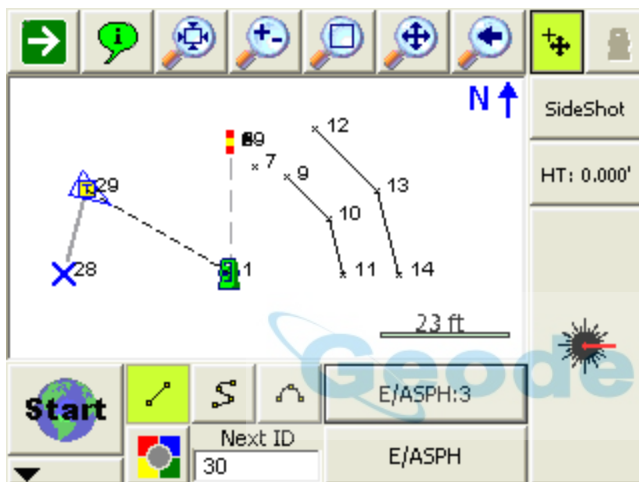 N
12
7
9
13
29
10
28
1
11
14
23 ft
SideShot
HT: 0.000'
Geode
Start
E/ASPH:3
Next ID
30
E/ASPH